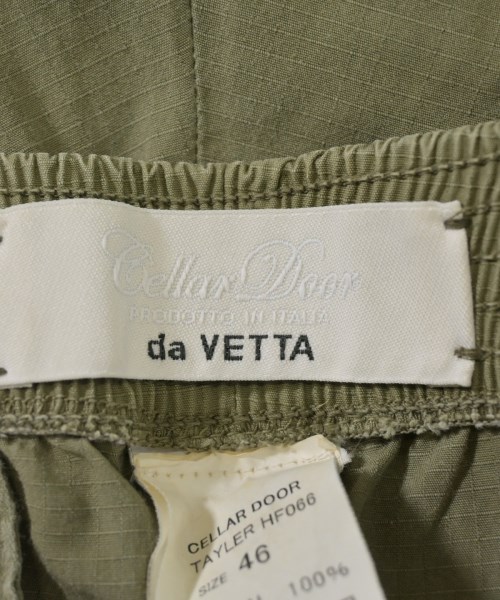 Cellar Door
PRODOTTO IN ITALIA
da VETTA
CELLAR DOOR
TAYLER HF066
SIZE 46
100%